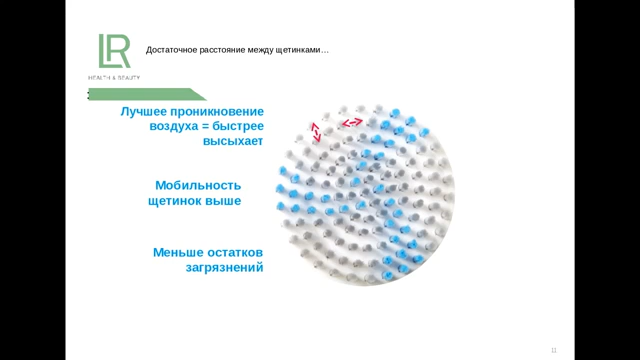 LR
HEALTH & BEAUTY
Достаточное расстояние между щетинками…
Лучшее проникновение
воздуха = быстрее
высыхает
Мобильность
щетинок выше
Меньше остатков
загрязнений
11